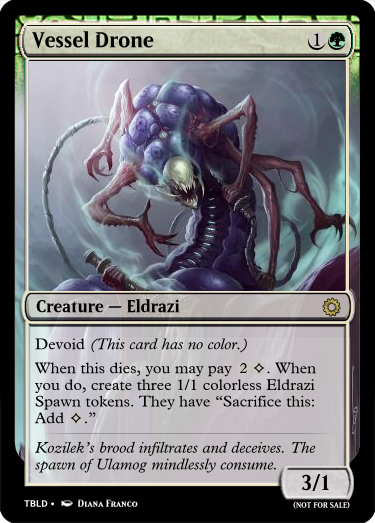 Vessel Drone 1
Creature — Eldrazi
Devoid (This card has no color.)
When this dies, you may pay 2 ◇. When
you do, create three 1/1 colorless Eldrazi
Spawn tokens. They have “Sacrifice this:
Add ◇.”
Kozilek's brood infiltrates and deceives. The
spawn of Ulamog mindlessly consume.
3/1
TBLD • Diana Franco
(NOT FOR SALE)